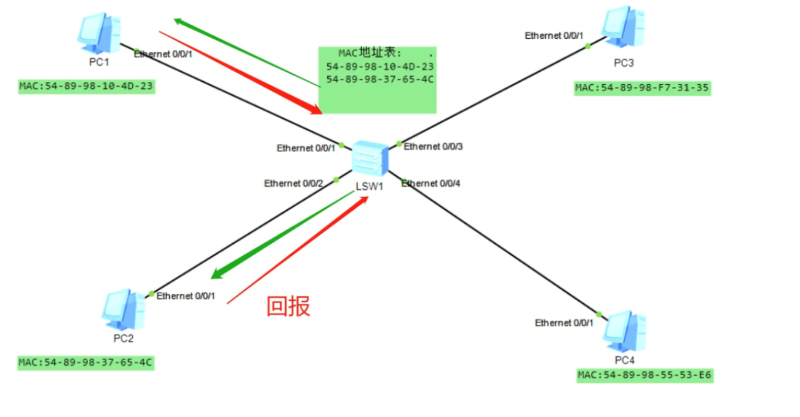 Ethernet 0/0/1
PC1
MAC:54-89-98-10-4D-23
MAC地址表: .
54-89-98-10-4D-23
54-89-98-37-65-4C
Ethernet 0/0/1
PC3
MAC:54-89-98-F7-31-35
Ethernet 0/0/1
Ethernet 0/0/3
Ethernet 0/0/2
LSW1
Ethernet 0/0/4
Ethernet 0/0/1
回报
PC2
MAC:54-89-98-37-65-4C
Ethernet 0/0/1
PC4
MAC:54-89-98-55-53-E6